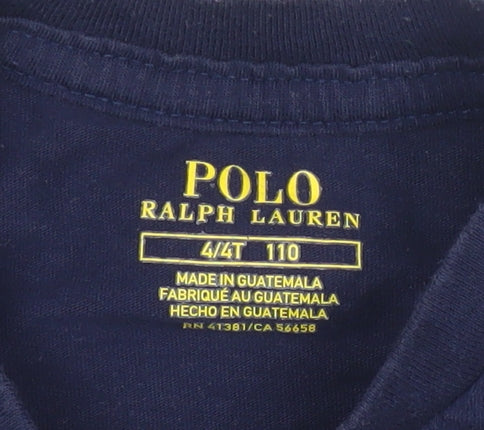 POLO
RALPH LAUREN
4/4T 110
MADE IN GUATEMALA
FABRIQUÉ AU GUATEMALA
HECHO EN GUATEMALA
RN 41381/CA 56658